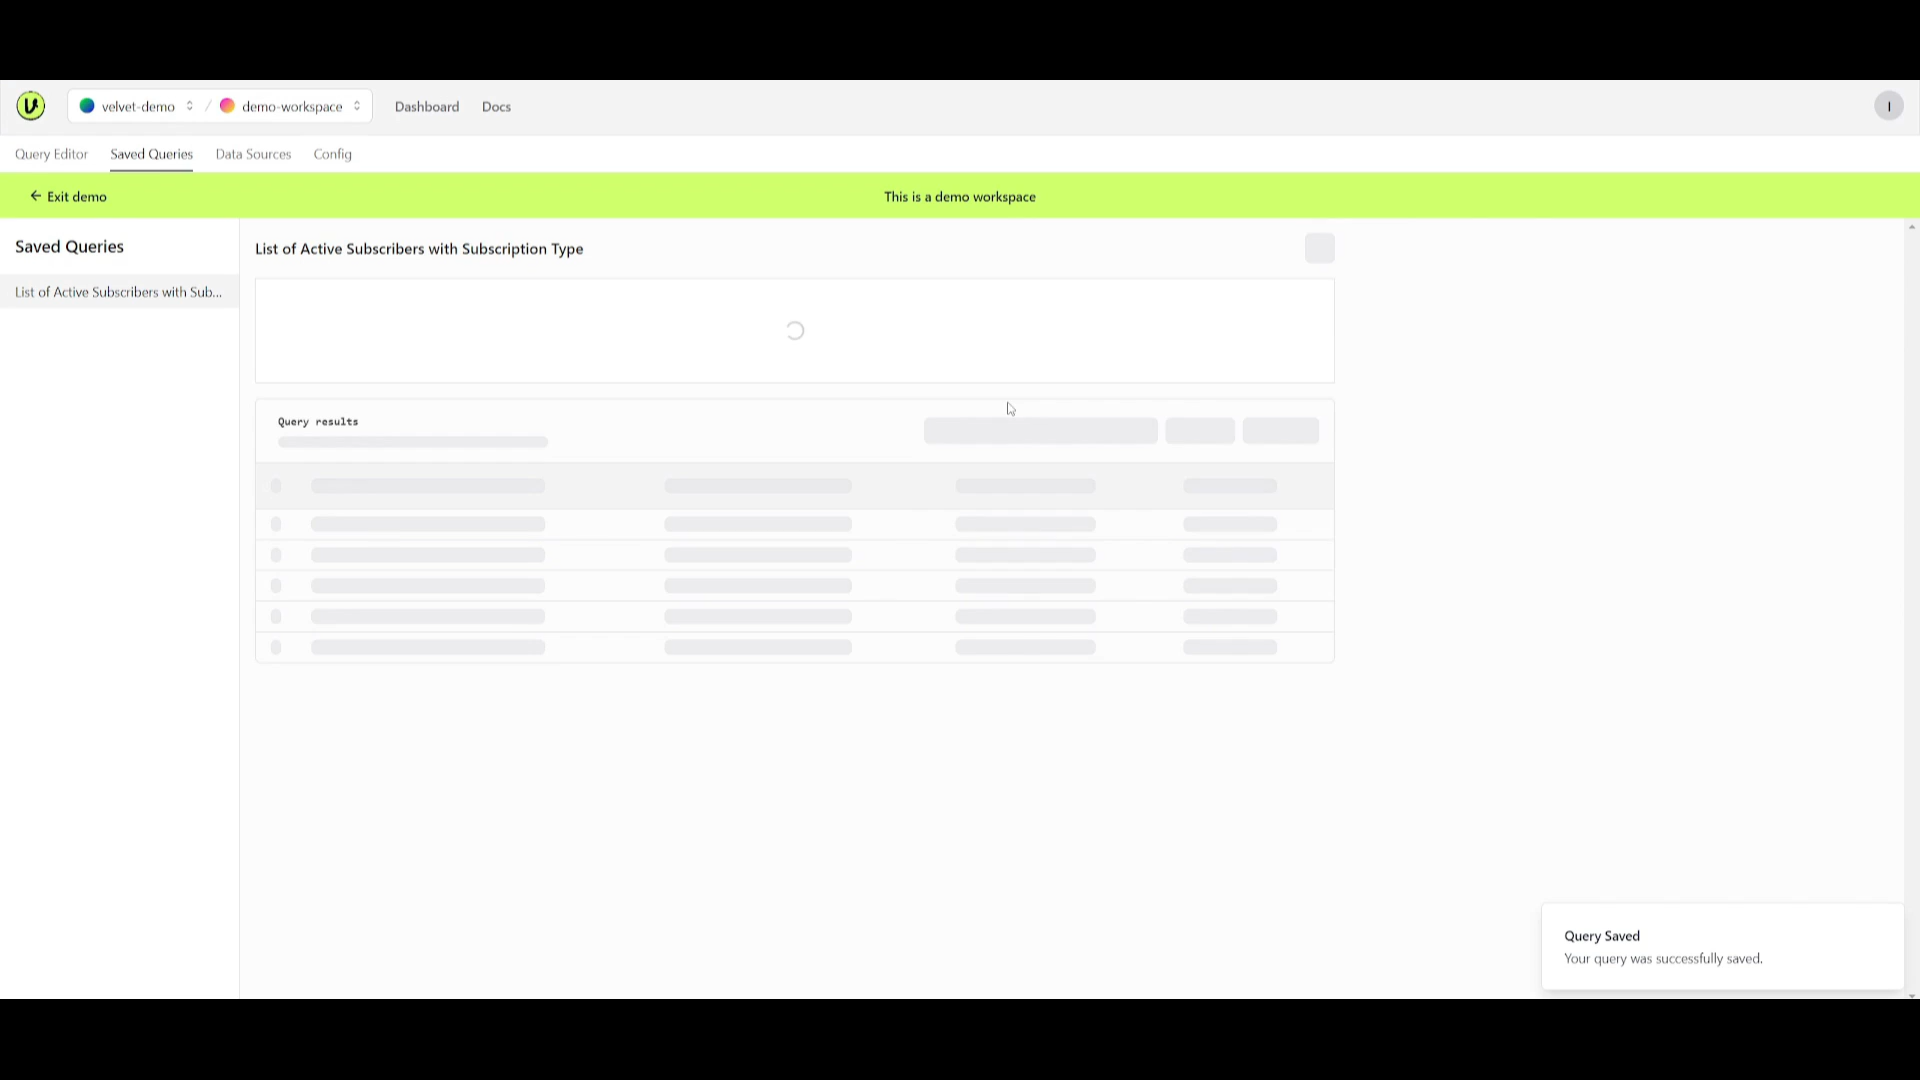 velvet-demo / demo-workspace Dashboard Docs I
Query Editor Saved Queries Data Sources Config
← Exit demo This is a demo workspace
Saved Queries
List of Active Subscribers with Sub...
List of Active Subscribers with Subscription Type
Query results
Query Saved
Your query was successfully saved.